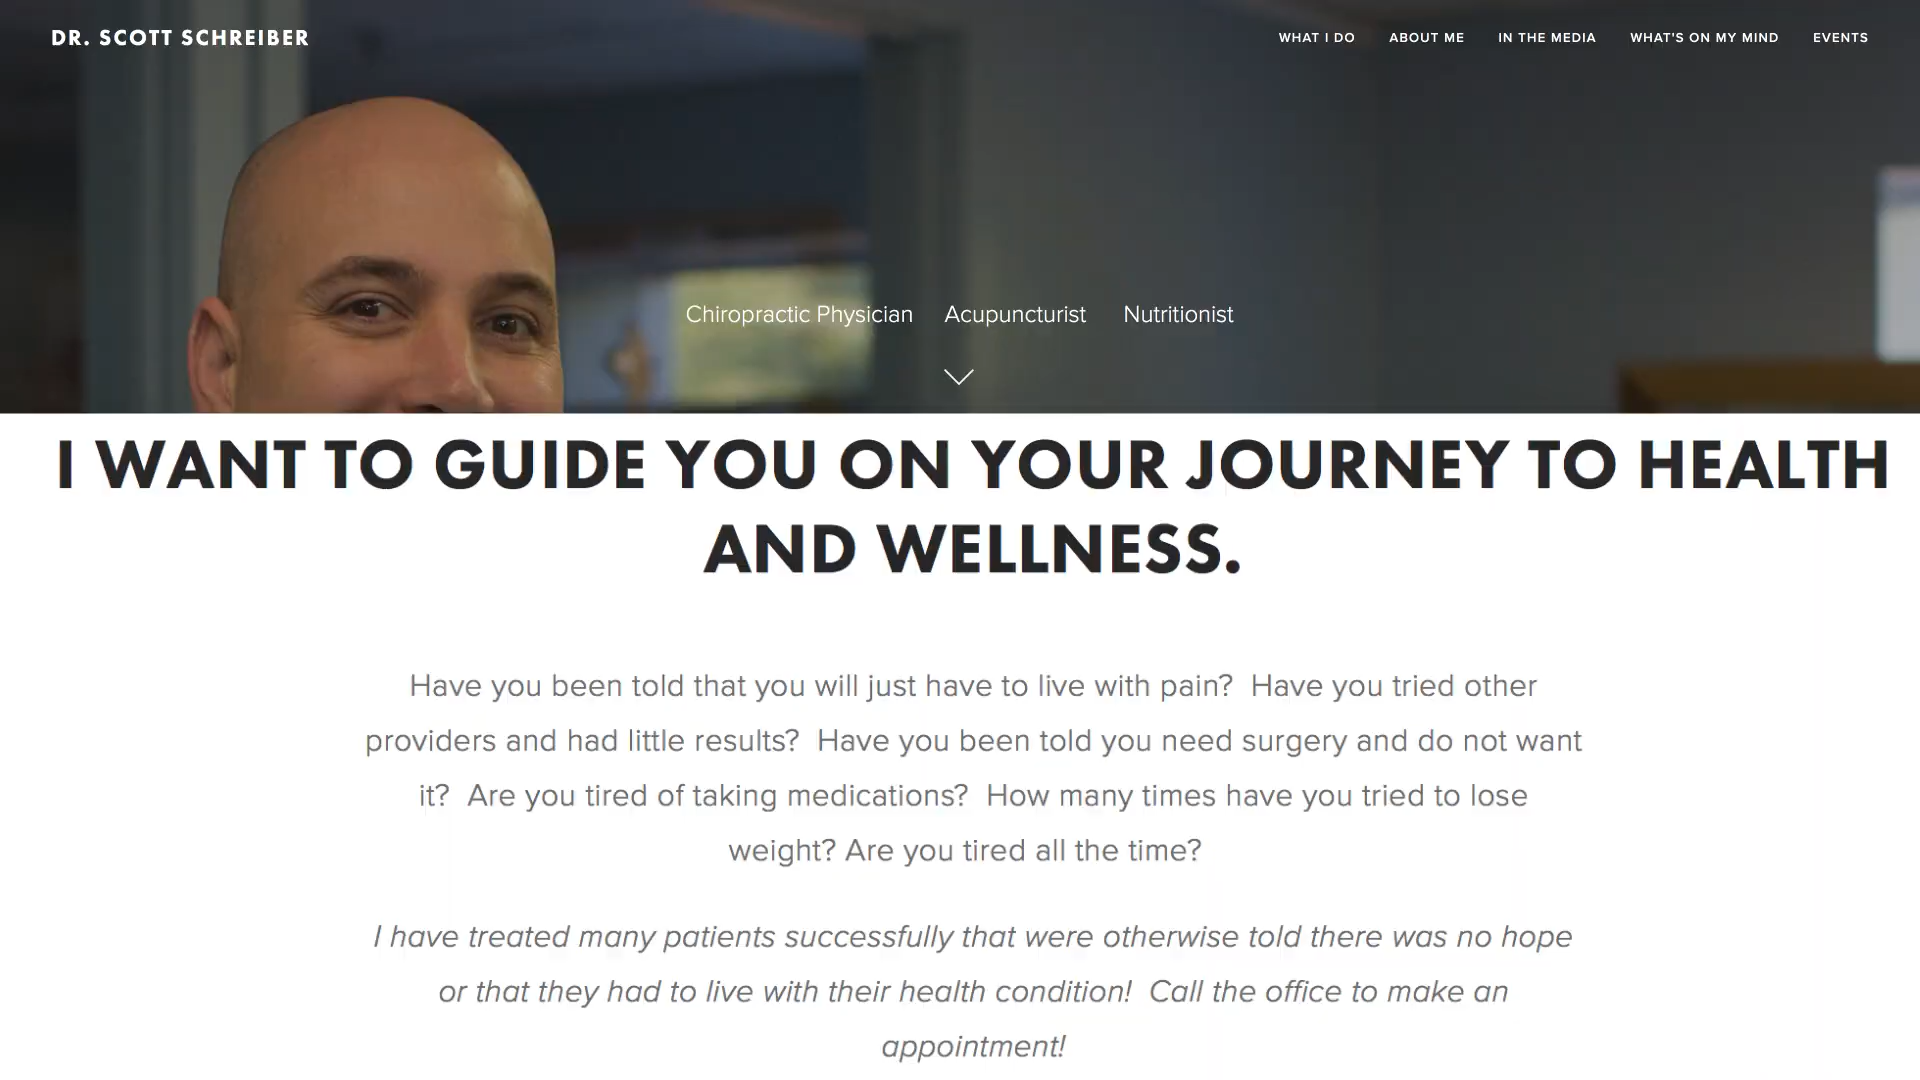 DR. SCOTT SCHREIBER
WHAT I DO ABOUT ME IN THE MEDIA WHAT'S ON MY MIND EVENTS
Chiropractic Physician Acupuncturist Nutritionist
I WANT TO GUIDE YOU ON YOUR JOURNEY TO HEALTH
AND WELLNESS.
Have you been told that you will just have to live with pain? Have you tried other
providers and had little results? Have you been told you need surgery and do not want
it? Are you tired of taking medications? How many times have you tried to lose
weight? Are you tired all the time?
I have treated many patients successfully that were otherwise told there was no hope
or that they had to live with their health condition! Call the office to make an
appointment!